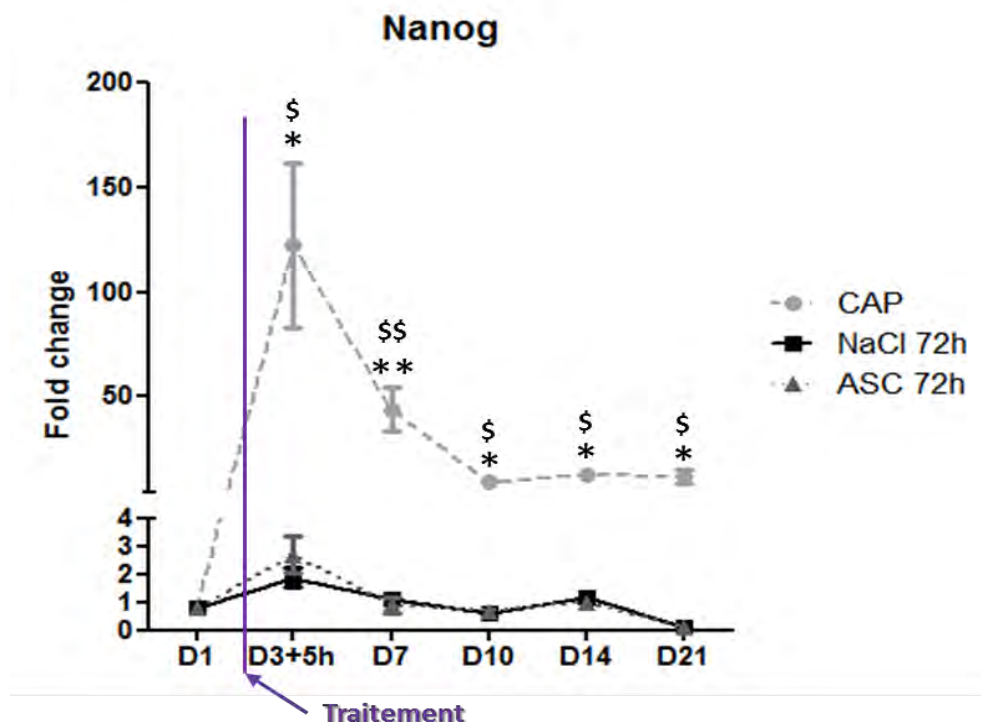 Nanog
Fold change
200
150
100
50
4
3
2
1
0
$
*
$$
**
$
*
$
*
$
*
CAP
NaCl 72h
ASC 72h
D1 D3+5h D7 D10 D14 D21
Traitement